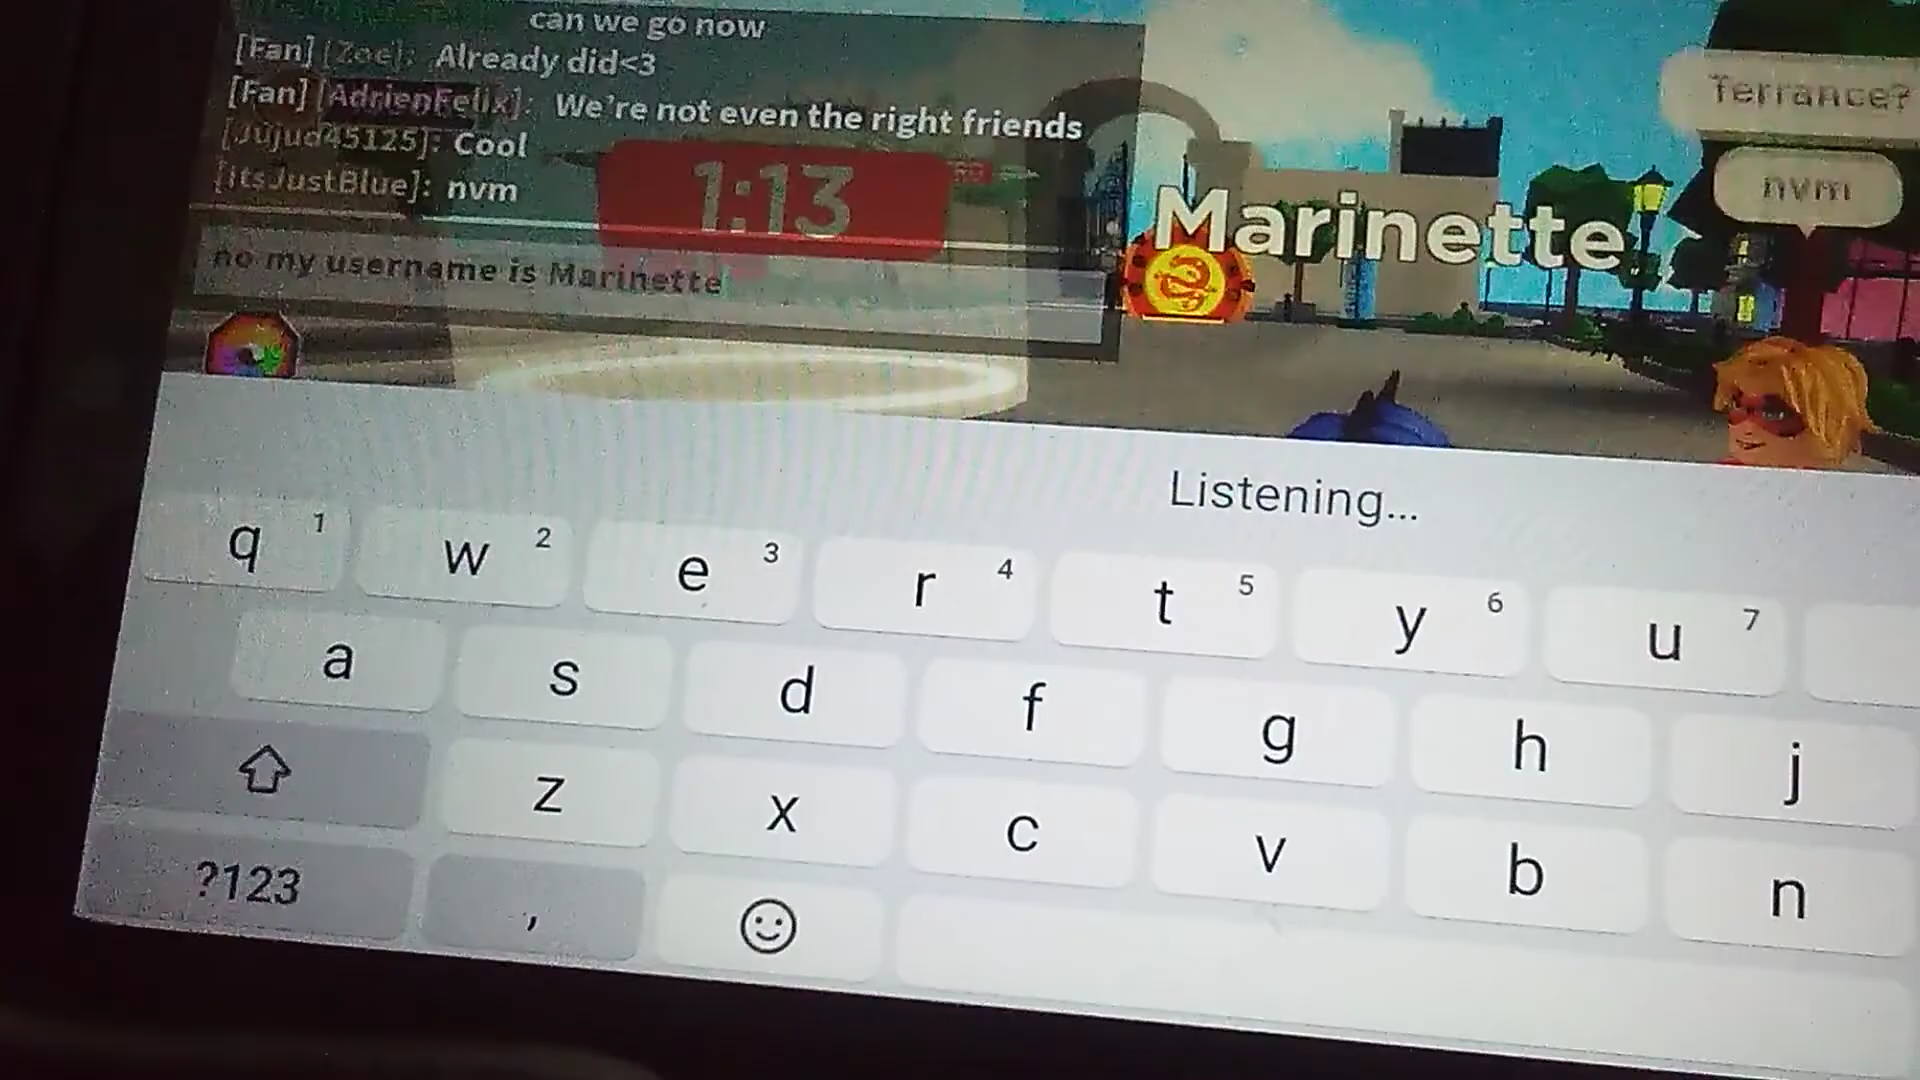 can we go now
[Fan] [Zoe]: Already did<3
[Fan] [AdrienFelix]: We're not even the right friends
[Jujud45125]: Cool
[itsJustBlue]: nvm
1:13
no my username is Marinette
Marinette
Terrance?
nvm
Listening...
q 1 w 2 e 3 r 4 t 5 y 6 u 7
a s d f g h j
z x c v b n
?123 ,